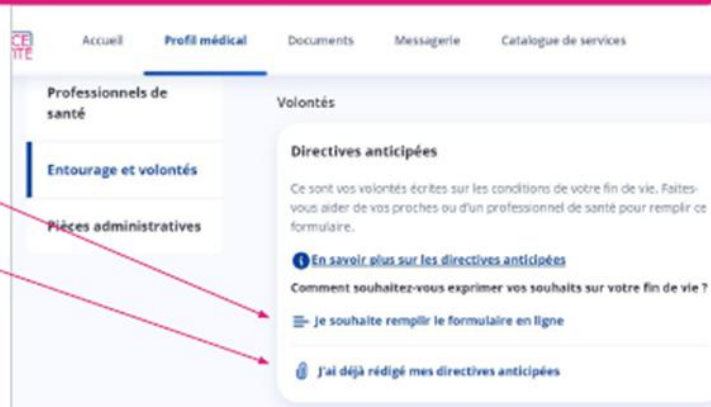 CE
TÉ
Accueil Profil médical Documents Messagerie Catalogue de services
Professionnels de
santé
Entourage et volontés
Pièces administratives
Volontés
Directives anticipées
Ce sont vos volontés écrites sur les conditions de votre fin de vie. Faites-
vous aider de vos proches ou d'un professionnel de santé pour remplir ce
formulaire.
En savoir plus sur les directives anticipées
Comment souhaitez-vous exprimer vos souhaits sur votre fin de vie ?
Je souhaite remplir le formulaire en ligne
J'ai déjà rédigé mes directives anticipées